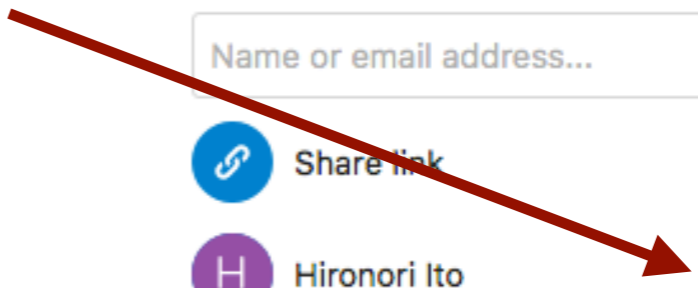 Name or email address...
Share link
H
Hironori Ito